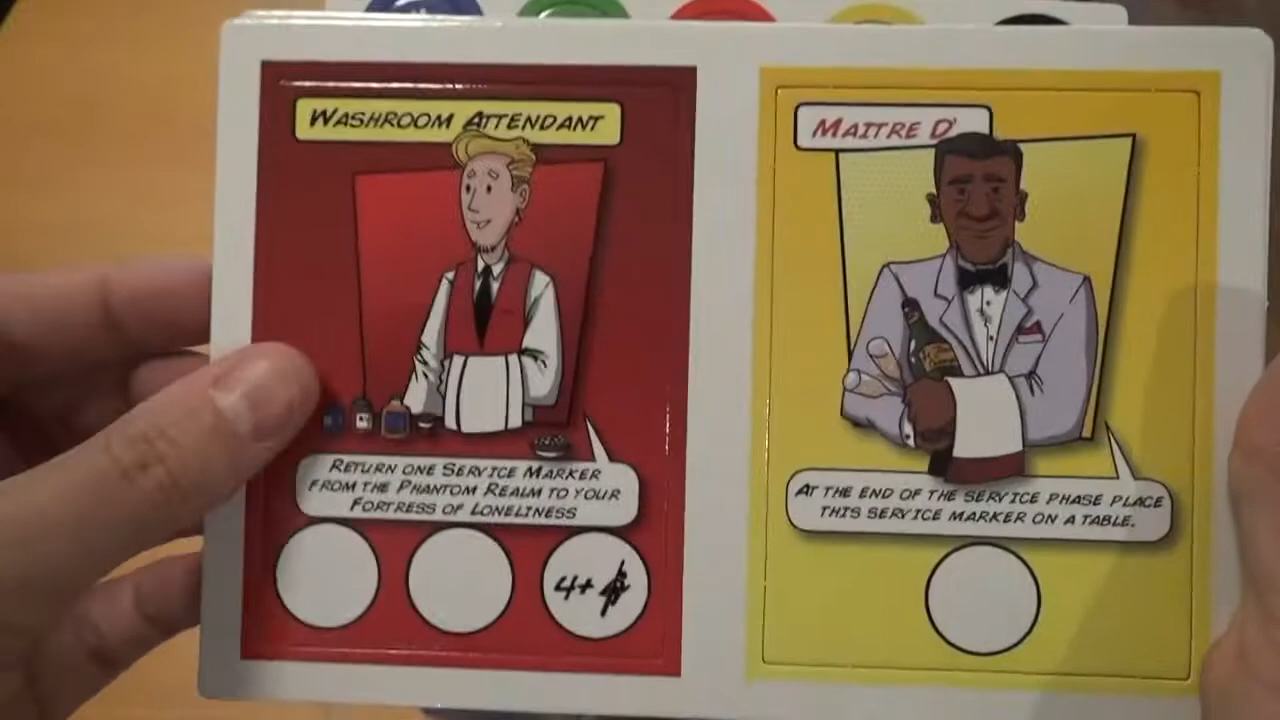 WASHROOM ATTENDANT
RETURN ONE SERVICE MARKER
FROM THE PHANTOM REALM TO YOUR
FORTRESS OF LONELINESS
4+
MAITRE D'
AT THE END OF THE SERVICE PHASE PLACE
THIS SERVICE MARKER ON A TABLE.